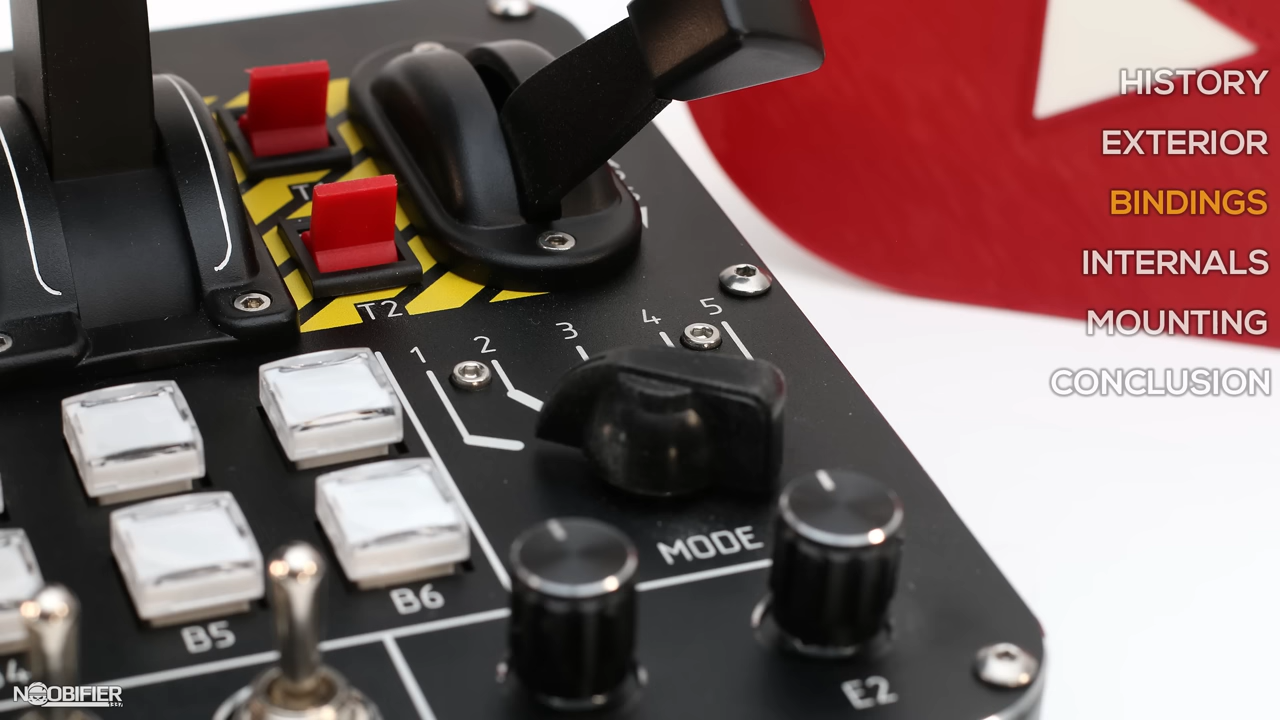 HISTORY
EXTERIOR
BINDINGS
INTERNALS
MOUNTING
CONCLUSION
T2
1
2
3
4
5
MODE
B6
B5
E2
NOOBIFIER